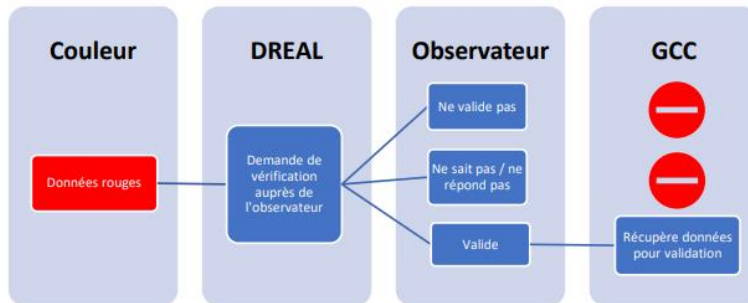 Couleur
DREAL
Observateur
GCC
Données rouges
Demande de
vérification
auprès de
l'observateur
Ne valide pas
Ne sait pas / ne
répond pas
Valide
Récupère données
pour validation